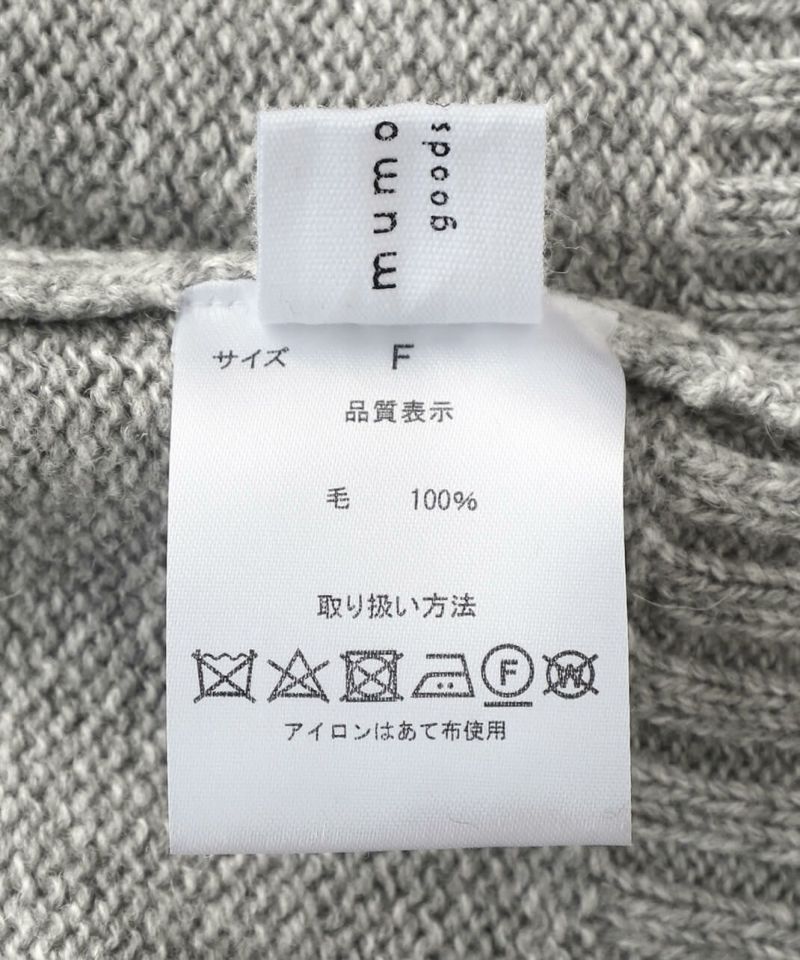 mumo
goods
サイズ F
品質表示
毛 100%
取り扱い方法
F W
アイロンはあて布使用